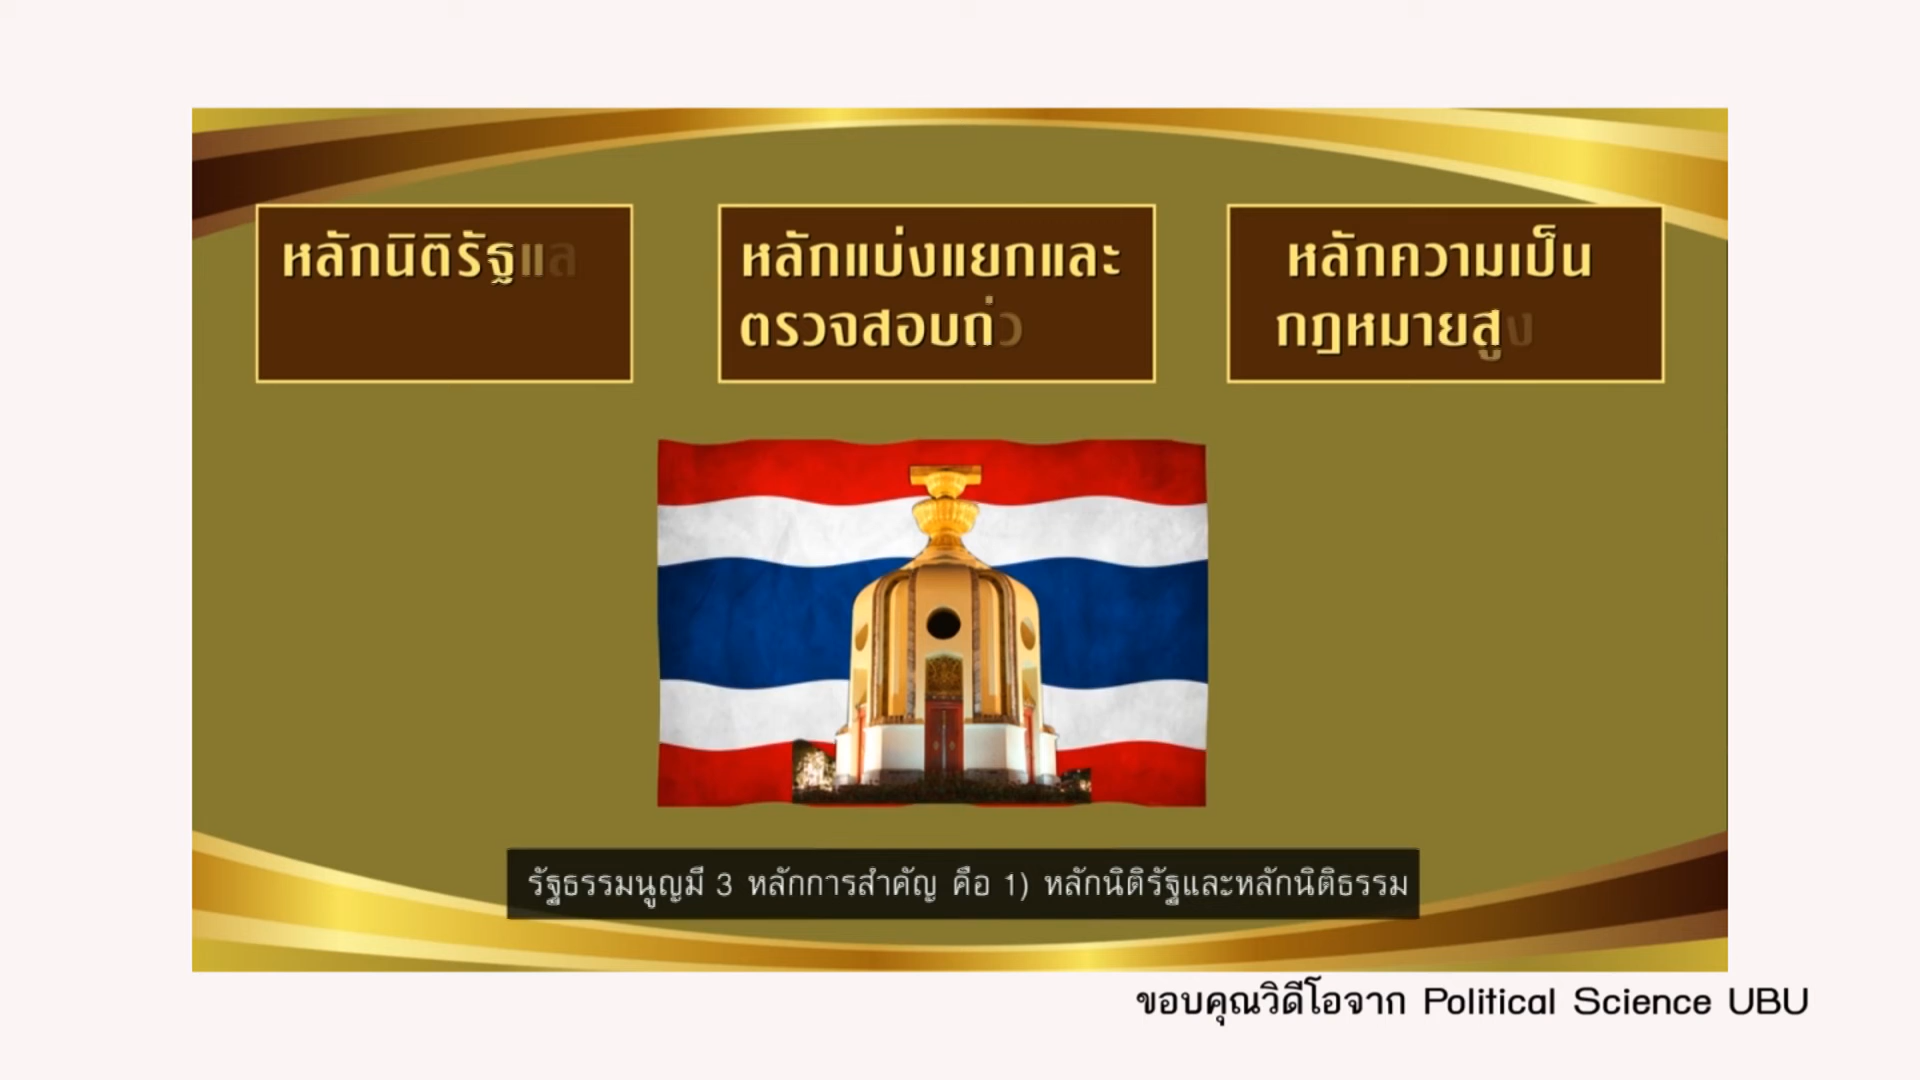 หลักนิติรัฐแล
หลักแบ่งแยกและ
ตรวจสอบถ่ว
หลักความเป็น
กฎหมายสูง
รัฐธรรมนูญมี 3 หลักการสำคัญ คือ 1) หลักนิติรัฐและหลักนิติธรรม
ขอบคุณวิดีโอจาก Political Science UBU